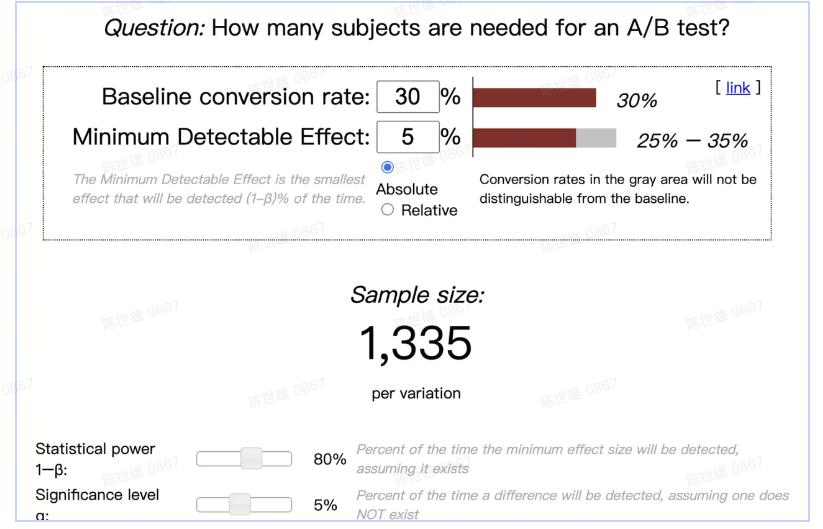 Question: How many subjects are needed for an A/B test?
[ link ]
Baseline conversion rate: 30 % 30%
Minimum Detectable Effect: 5 % 25% – 35%
The Minimum Detectable Effect is the smallest
effect that will be detected (1-β)% of the time.
Absolute
Relative
Conversion rates in the gray area will not be
distinguishable from the baseline.
Sample size:
1,335
per variation
Statistical power
1−β:
80%
Percent of the time the minimum effect size will be detected,
assuming it exists
Significance level
α:
5%
Percent of the time a difference will be detected, assuming one does
NOT exist
陈世雄 0867